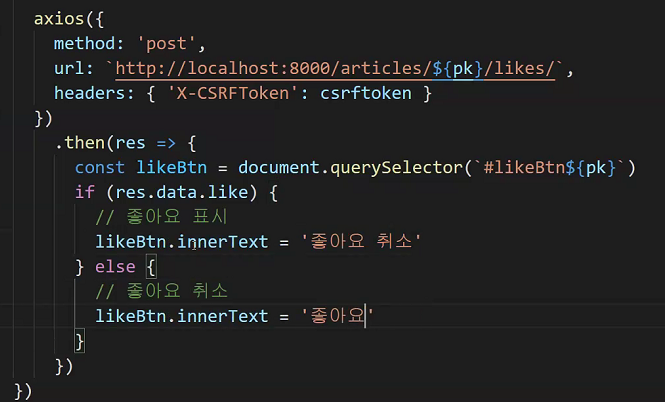 axios({
method: 'post',
url: `http://localhost:8000/articles/${pk}/likes/`,
headers: { 'X-CSRFToken': csrftoken }
})
.then(res => {
const likeBtn = document.querySelector(`#likeBtn${pk}`)
if (res.data.like) {
// 좋아요 표시
likeBtn.innerText = '좋아요 취소'
} else {
// 좋아요 취소
likeBtn.innerText = '좋아요'
}
})
})